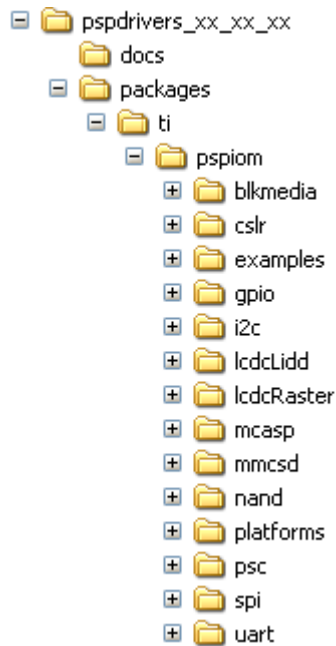 pspdrivers_xx_xx_xx
docs
packages
ti
pspiom
blkmedia
cslr
examples
gpio
i2c
lcdcLidd
lcdcRaster
mcasp
mmcsd
nand
platforms
psc
spi
uart